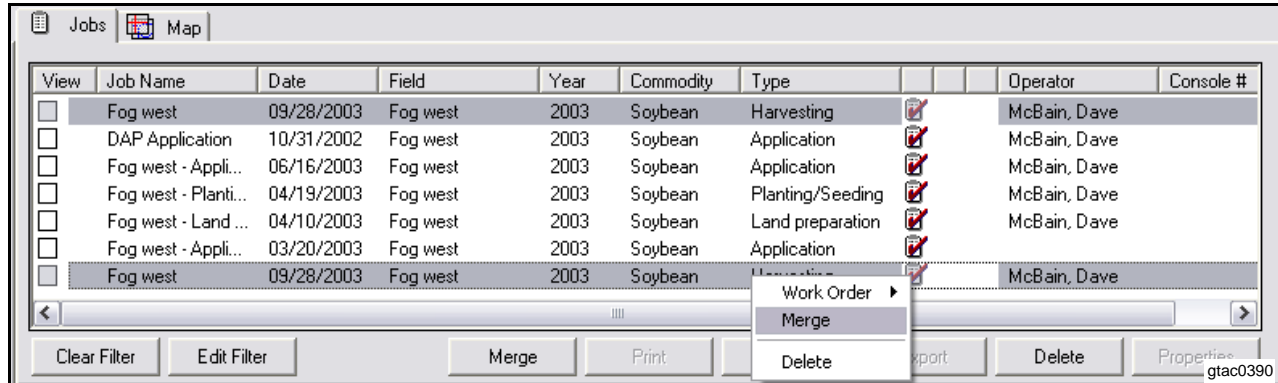 Jobs Map
View Job Name Date Field Year Commodity Type Operator Console #
Fog west 09/28/2003 Fog west 2003 Soybean Harvesting McBain, Dave
DAP Application 10/31/2002 Fog west 2003 Soybean Application McBain, Dave
Fog west - Appli... 06/16/2003 Fog west 2003 Soybean Application McBain, Dave
Fog west - Planti... 04/19/2003 Fog west 2003 Soybean Planting/Seeding McBain, Dave
Fog west - Land ... 04/10/2003 Fog west 2003 Soybean Land preparation McBain, Dave
Fog west - Appli... 03/20/2003 Fog west 2003 Soybean Application
Fog west 09/28/2003 Fog west 2003 Soybean McBain, Dave
Work Order
Merge
Delete
Clear Filter Edit Filter Merge Print Delete Properties
gtac0390